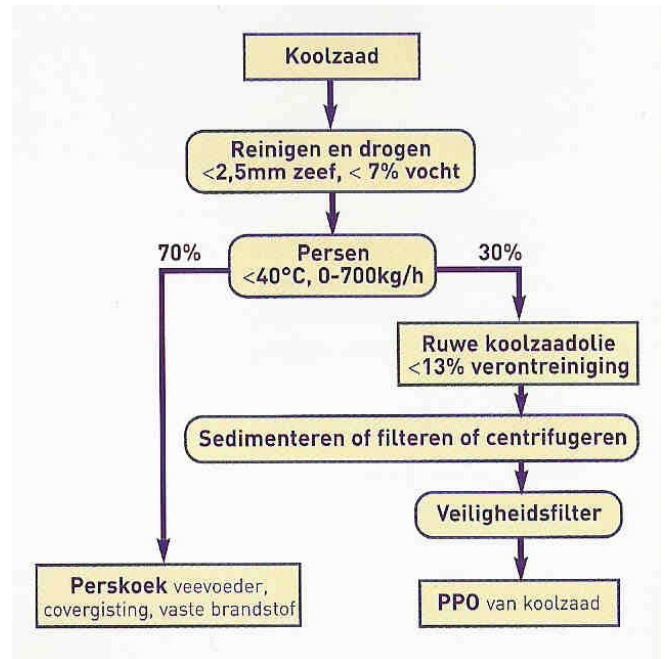 Koolzaad
Reinigen en drogen
<2,5mm zeef, < 7% vocht
70%
Persen
<40°C, 0-700kg/h
30%
Ruwe koolzaadolie
<13% verontreiniging
Sedimenteren of filteren of centrifugeren
Veiligheidsfilter
Perskoek veevoeder,
covergisting, vaste brandstof
PPO van koolzaad